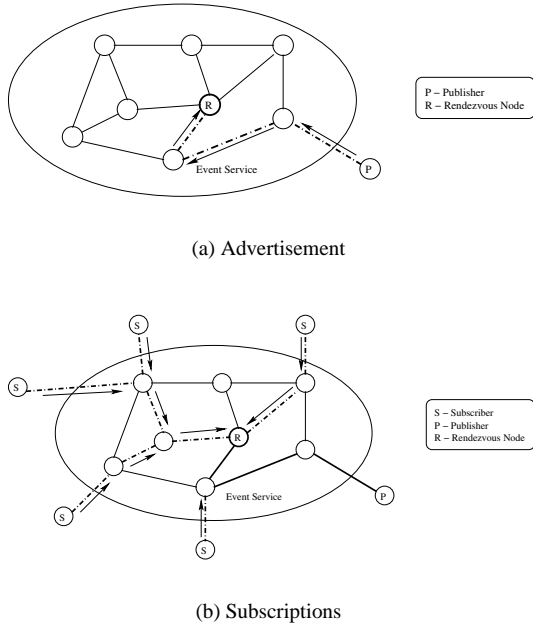 P – Publisher
R – Rendezvous Node
R
Event Service
P
(a) Advertisement
S
S
S
S – Subscriber
P – Publisher
R – Rendezvous Node
R
Event Service
P
S
S
(b) Subscriptions